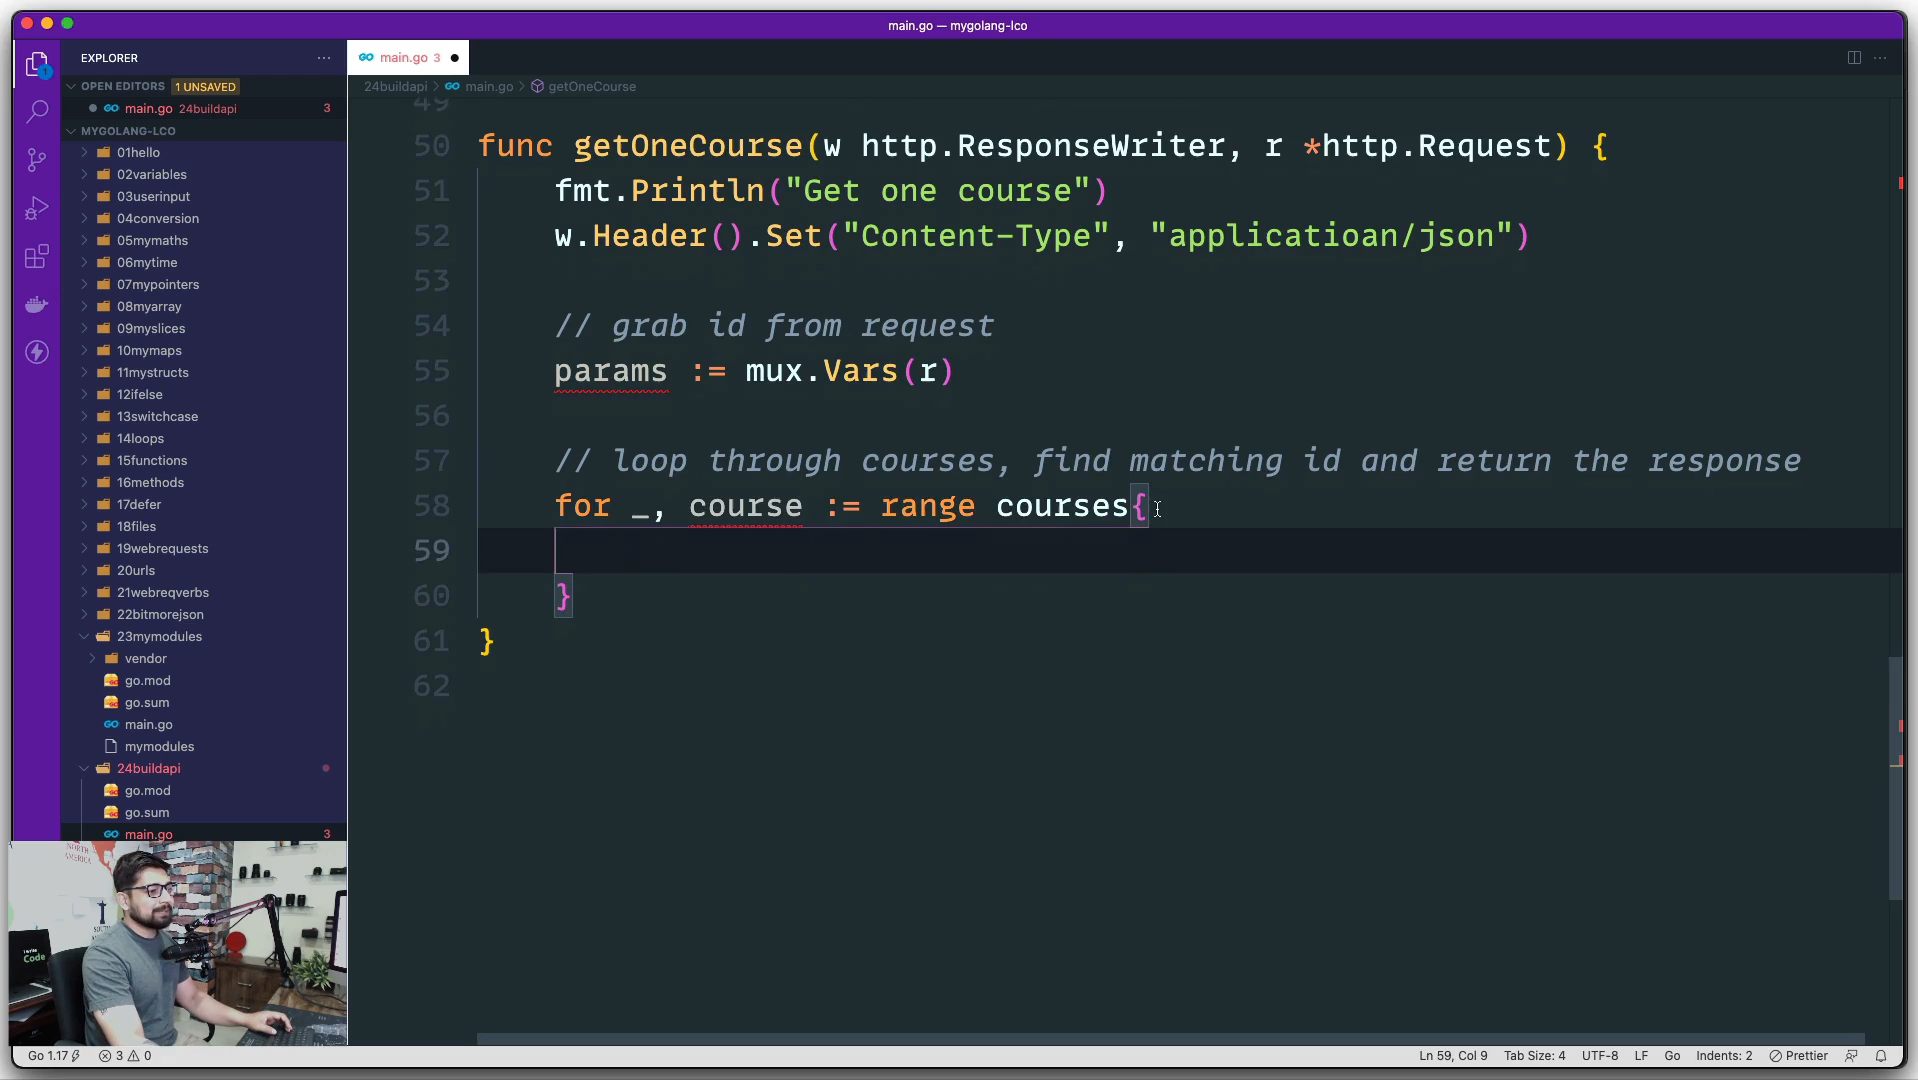 main.go — mygolang-lco
EXPLORER
main.go 3
OPEN EDITORS 1 UNSAVED
24buildapi > main.go > getOneCourse
main.go 24buildapi 3
MYGOLANG-LCO
01hello
02variables
03userinput
04conversion
05mymaths
06mytime
07mypointers
08myarray
09myslices
10mymaps
11mystructs
12ifelse
13switchcase
14loops
15functions
16methods
17defer
18files
19webrequests
20urls
21webreqverbs
22bitmorejson
23mymodules
vendor
go.mod
go.sum
main.go
mymodules
24buildapi
go.mod
go.sum
main.go 3
49
50 func getOneCourse(w http.ResponseWriter, r *http.Request) {
51 fmt.Println("Get one course")
52 w.Header().Set("Content-Type", "applicatioan/json")
53
54 // grab id from request
55 params := mux.Vars(r)
56
57 // loop through courses, find matching id and return the response
58 for _, course := range courses{
59
60 }
61 }
62
NORTH
AMERICA
Code
Go 1.17 3 0
Ln 59, Col 9 Tab Size: 4 UTF-8 LF Go Indents: 2 Prettier